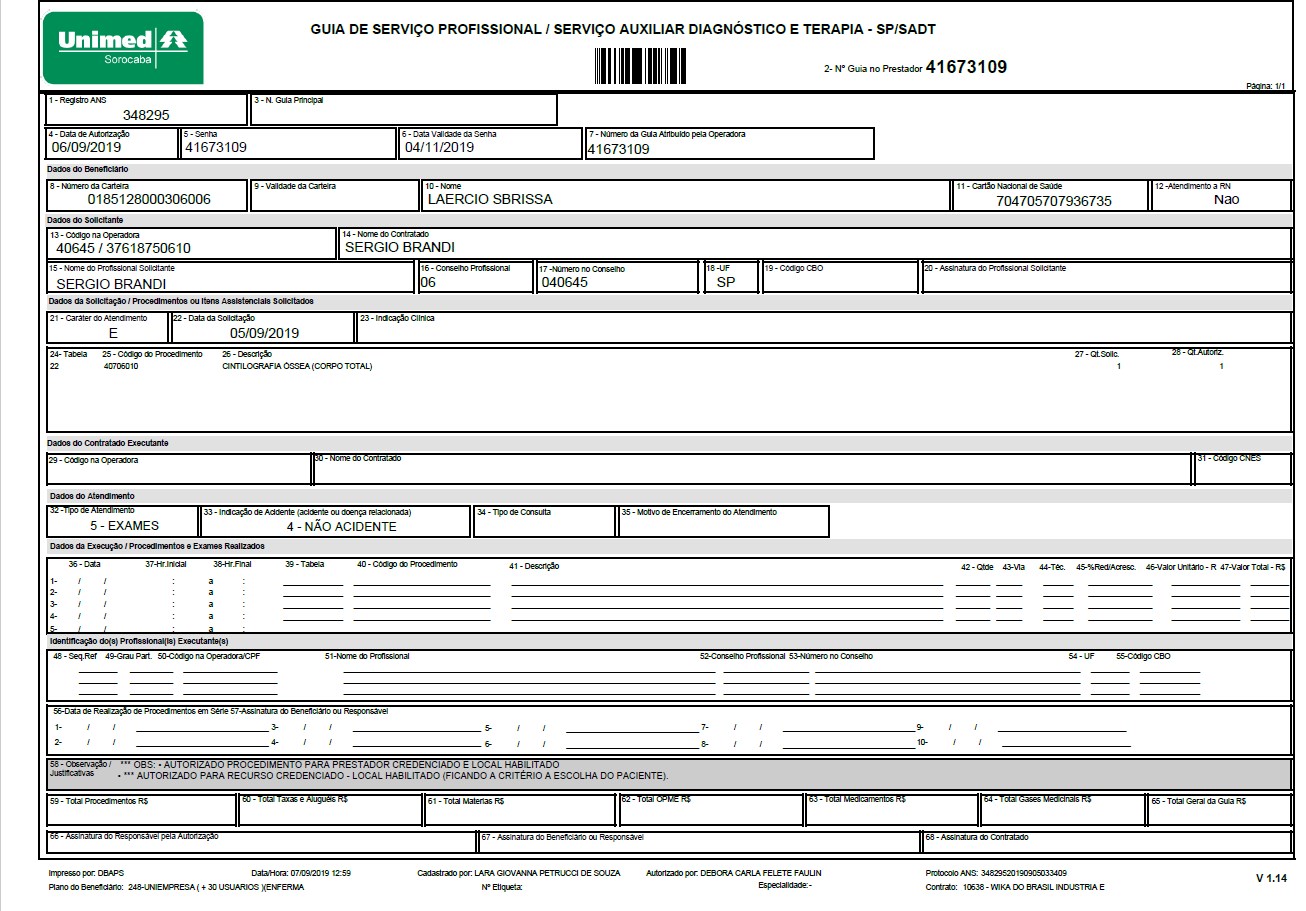 Unimed
Sorocaba
GUIA DE SERVIÇO PROFISSIONAL / SERVIÇO AUXILIAR DIAGNÓSTICO E TERAPIA - SP/SADT
2- Nº Guia no Prestador 41673109
Página: 1/1
1 - Registro ANS 3 - N. Guia Principal
348295
4 - Data de Autorização 5 - Senha 6 - Data Validade da Senha 7 - Número da Guia Atribuido pela Operadora
06/09/2019 41673109 04/11/2019 41673109
Dados do Beneficiário
8 - Número da Carteira 9 - Validade da Carteira 10 - Nome 11 - Cartão Nacional de Saúde 12 -Atendimento a RN
0185128000306006 LAERCIO SBRISSA 704705707936735 Nao
Dados do Solicitante
13 - Código na Operadora 14 - Nome do Contratado
40645 / 37618750610 SERGIO BRANDI
15 - Nome do Profissional Solicitante 16 - Conselho Profissional 17 -Número no Conselho 18 -UF 19 - Código CBO 20 - Assinatura do Profissional Solicitante
SERGIO BRANDI 06 040645 SP
Dados da Solicitação / Procedimentos ou Itens Assistenciais Solicitados
21 - Caráter do Atendimento 22 - Data da Solicitação 23 - Indicação Clínica
E 05/09/2019
24- Tabela 25 - Código do Procedimento 26 - Descrição 27 - Qt.Solic. 28 - Qt.Autoriz.
22 40706010 CINTILOGRAFIA ÓSSEA (CORPO TOTAL) 1 1
Dados do Contratado Executante
29 - Código na Operadora 30 - Nome do Contratado 31 - Código CNES
Dados do Atendimento
32 -Tipo de Atendimento 33 - Indicação de Acidente (acidente ou doença relacionada) 34 - Tipo de Consulta 35 - Motivo de Encerramento do Atendimento
5 - EXAMES 4 - NÃO ACIDENTE
Dados da Execução / Procedimentos e Exames Realizados
36 - Data 37-Hr.Inicial 38-Hr.Final 39 - Tabela 40 - Código do Procedimento 41 - Descrição 42 - Qtde 43-Via 44-Téc. 45-%Red/Acresc. 46-Valor Unitário - R 47-Valor Total - R$
1- / / : a :
2- / / : a :
3- / / : a :
4- / / : a :
5- / / : a :
Identificação do(s) Profissional(is) Executante(s)
48 - Seq.Ref 49-Grau Part. 50-Código na Operadora/CPF 51-Nome do Profissional 52-Conselho Profissional 53-Número no Conselho 54 - UF 55-Código CBO
56-Data de Realização de Procedimentos em Série 57-Assinatura do Beneficiário ou Responsável
1- / / 3- / / 5- / / 7- / / 9- / /
2- / / 4- / / 6- / / 8- / / 10- / /
58 - Observação / Justificativas *** OBS: • AUTORIZADO PROCEDIMENTO PARA PRESTADOR CREDENCIADO E LOCAL HABILITADO
• *** AUTORIZADO PARA RECURSO CREDENCIADO - LOCAL HABILITADO (FICANDO A CRITÉRIO A ESCOLHA DO PACIENTE).
59 - Total Procedimentos R$ 60 - Total Taxas e Aluguéis R$ 61 - Total Materias R$ 62 - Total OPME R$ 63 - Total Medicamentos R$ 64 - Total Gases Medicinais R$ 65 - Total Geral da Guia R$
66 - Assinatura do Responsável pela Autorização 67 - Assinatura do Beneficiário ou Responsável 68 - Assinatura do Contratado
Impresso por: DBAPS Data/Hora: 07/09/2019 12:59 Cadastrado por: LARA GIOVANNA PETRUCCI DE SOUZA Autorizado por: DEBORA CARLA FELETE FAULIN Protocolo ANS: 34829520190905033409
Plano do Beneficiário: 248-UNIEMPRESA ( + 30 USUARIOS )(ENFERMA Nº Etiqueta: Especialidade:- Contrato: 10638 - WIKA DO BRASIL INDUSTRIA E
V 1.14